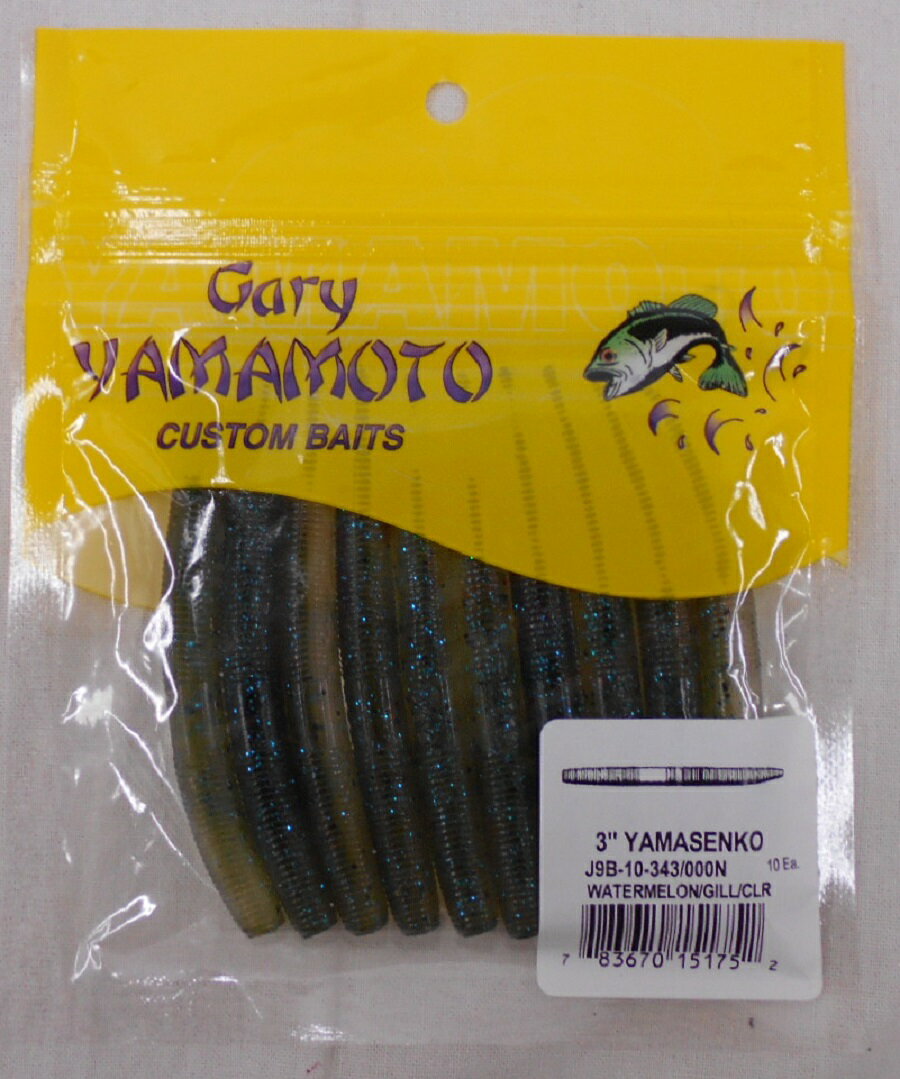 Gary
YAMAMOTO
CUSTOM BAITS
3" YAMASENKO
J9B-10-343/000N 10 Ea.
WATERMELON/GILL/CLR
7 83670 15175 2